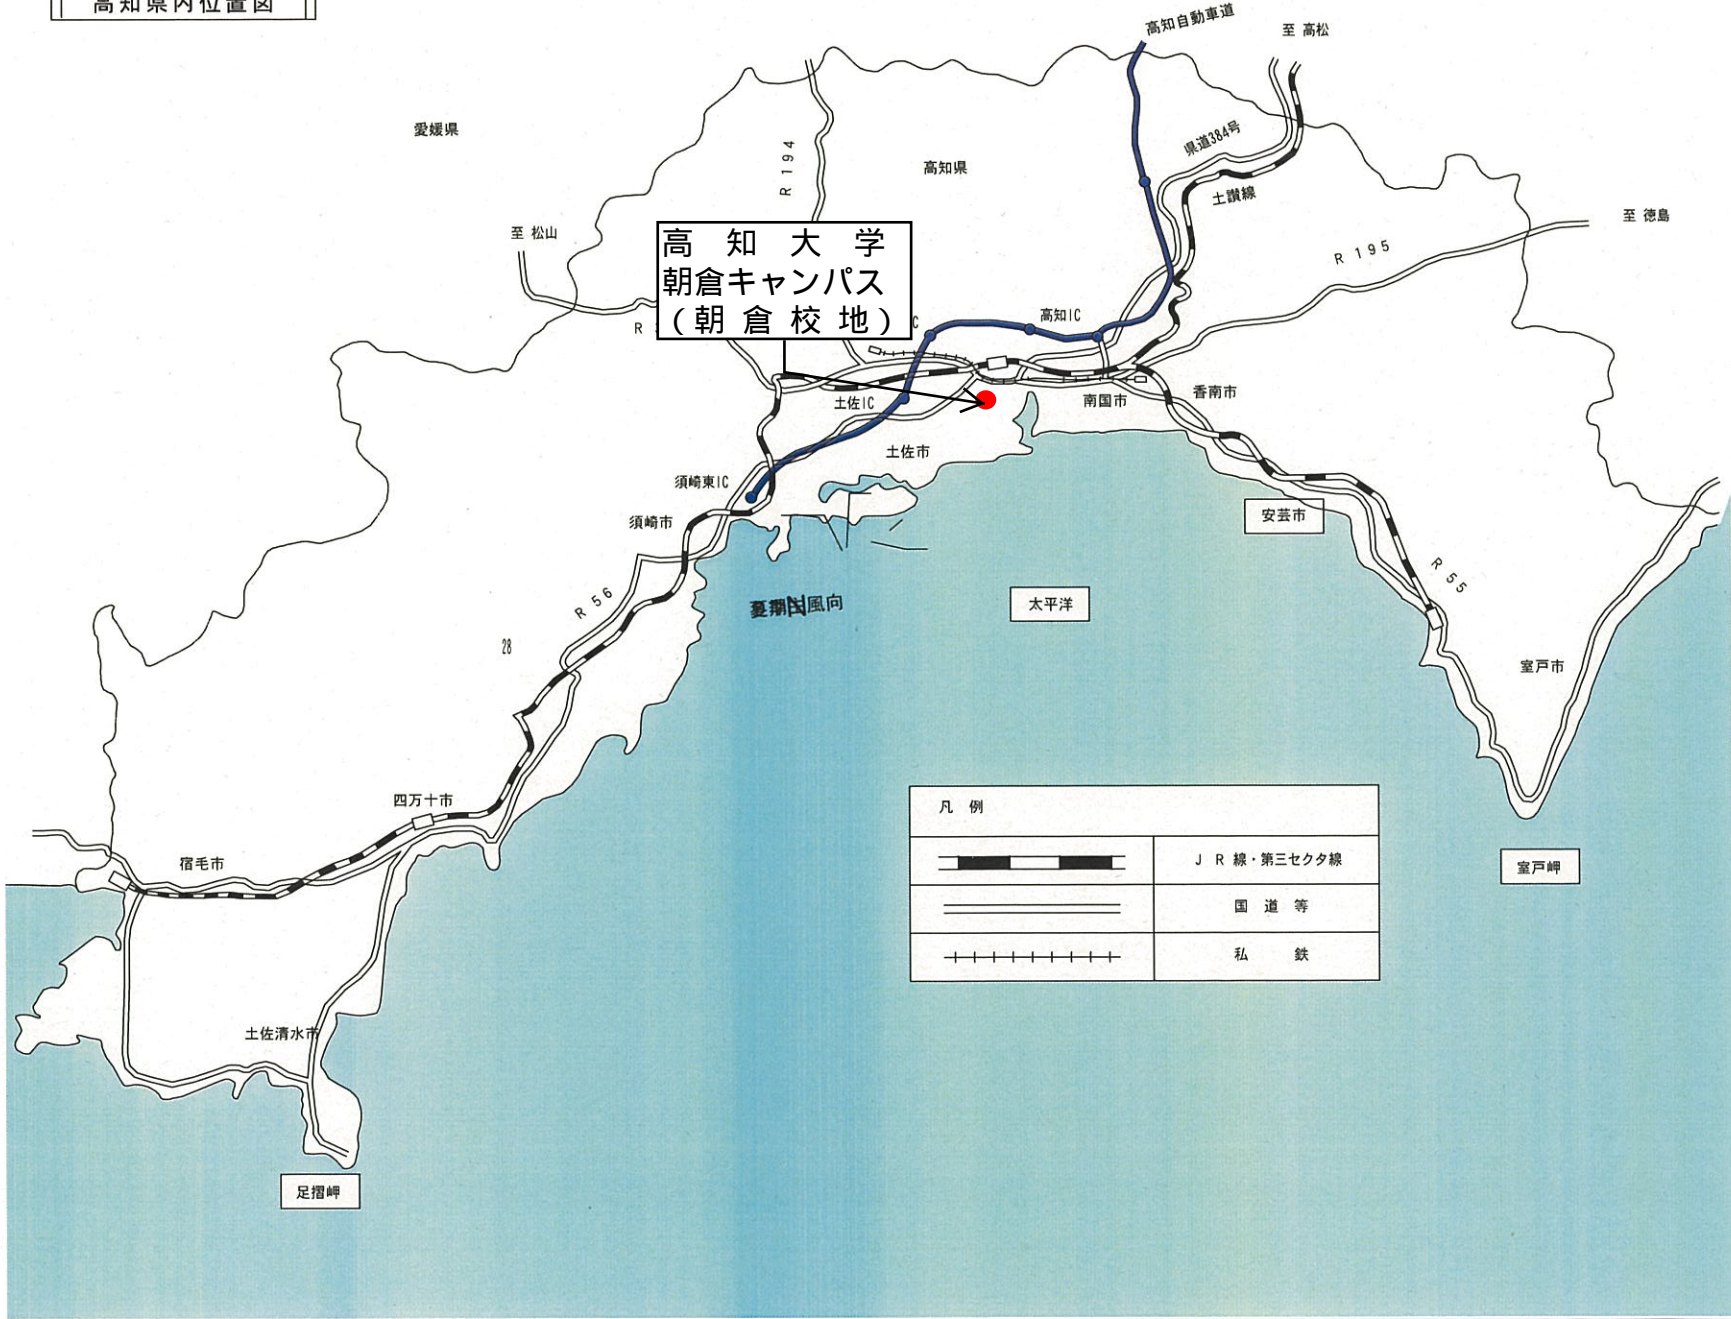 高知県内位置図
高知自動車道
至 高松
愛媛県
R 194
高知県
県道384号
土讃線
至 徳島
至 松山
R 195
高 知 大 学
朝倉キャンパス
(朝 倉 校 地)
R
C
高知IC
土佐IC
南国市
香南市
土佐市
須崎東IC
須崎市
安芸市
R 56
風向
太平洋
R 55
28
室戸市
四万十市
凡 例
J R 線・第三セクタ線
国 道 等
私 鉄
宿毛市
室戸岬
土佐清水市
足摺岬